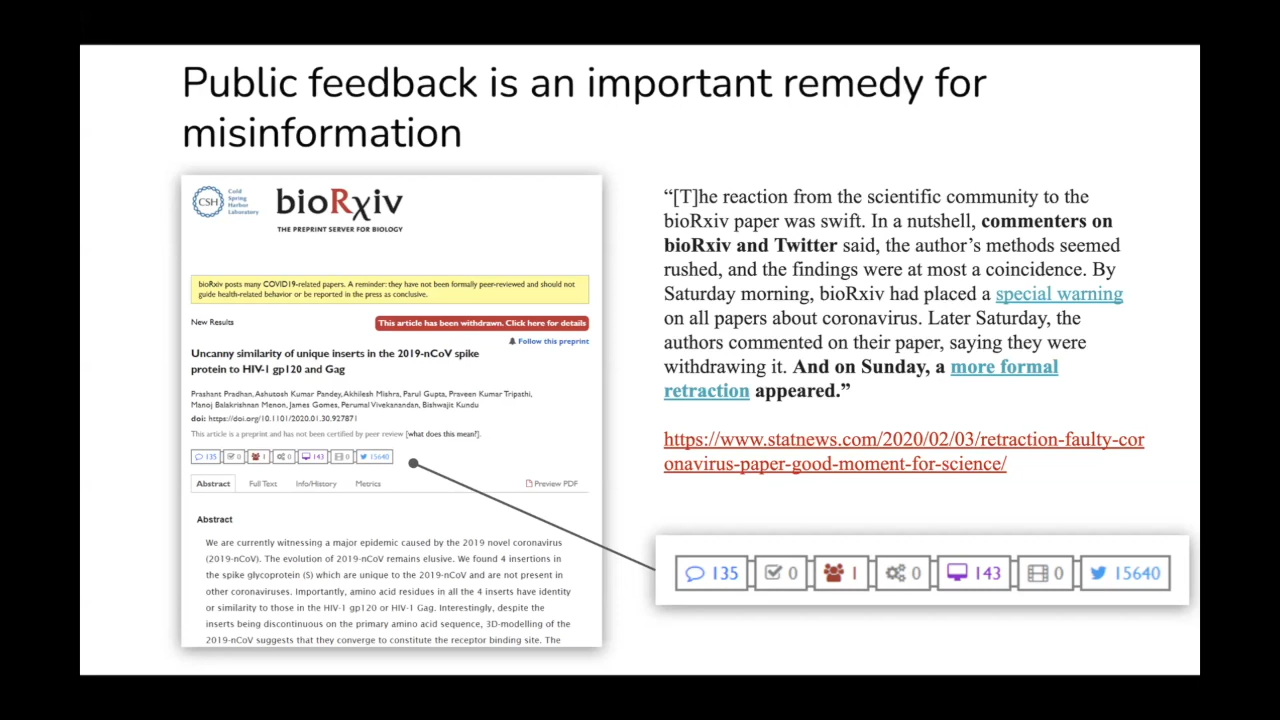 Public feedback is an important remedy for
misinformation
CSH
Cold
Spring
Harbor
Laboratory
bioRχiv
THE PREPRINT SERVER FOR BIOLOGY
bioRxiv posts many COVID19-related papers. A reminder: they have not been formally peer-reviewed and should not
guide health-related behavior or be reported in the press as conclusive.
New Results
This article has been withdrawn. Click here for details
Follow this preprint
Uncanny similarity of unique inserts in the 2019-nCoV spike
protein to HIV-1 gp120 and Gag
Prashant Pradhan, Ashutosh Kumar Pandey, Akhilesh Mishra, Parul Gupta, Praveen Kumar Tripathi,
Manoj Balakrishnan Menon, James Gomes, Perumal Vivekanandan, Bishwajit Kundu
doi: https://doi.org/10.1101/2020.01.30.927871
This article is a preprint and has not been certified by peer review [what does this mean?].
135 0 1 0 143 0 15640
Abstract Full Text Info/History Metrics Preview PDF
Abstract
We are currently witnessing a major epidemic caused by the 2019 novel coronavirus
(2019-nCoV). The evolution of 2019-nCoV remains elusive. We found 4 insertions in
the spike glycoprotein (S) which are unique to the 2019-nCoV and are not present in
other coronaviruses. Importantly, amino acid residues in all the 4 inserts have identity
or similarity to those in the HIV-1 gp120 or HIV-1 Gag. Interestingly, despite the
inserts being discontinuous on the primary amino acid sequence, 3D-modelling of the
2019-nCoV suggests that they converge to constitute the receptor binding site. The
“[T]he reaction from the scientific community to the
bioRxiv paper was swift. In a nutshell, commenters on
bioRxiv and Twitter said, the author’s methods seemed
rushed, and the findings were at most a coincidence. By
Saturday morning, bioRxiv had placed a special warning
on all papers about coronavirus. Later Saturday, the
authors commented on their paper, saying they were
withdrawing it. And on Sunday, a more formal
retraction appeared.”
https://www.statnews.com/2020/02/03/retraction-faulty-cor
onavirus-paper-good-moment-for-science/
135 0 1 0 143 0 15640